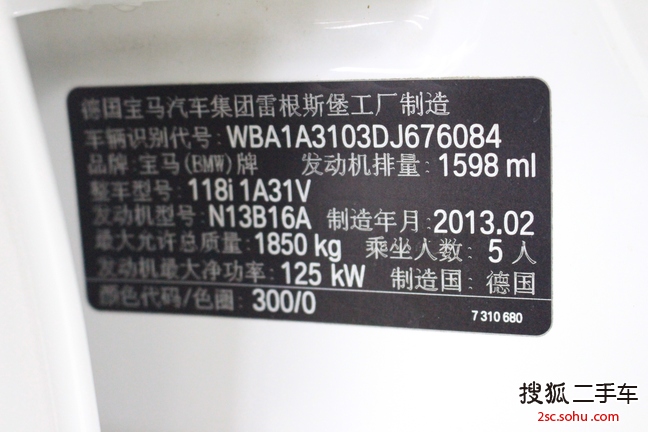 德国宝马汽车集团雷根斯堡工厂制造
车辆识别代号: WBA1A3103DJ676084
品牌: 宝马(BMW)牌 发动机排量: 1598 ml
整车型号: 118i 1A31V
发动机型号: N13B16A 制造年月: 2013.02
最大允许总质量: 1850 kg 乘坐人数: 5 人
发动机最大净功率: 125 kW 制造国: 德国
颜色代码/色圈: 300/0
7 310 680
搜狐二手车
2sc.sohu.com